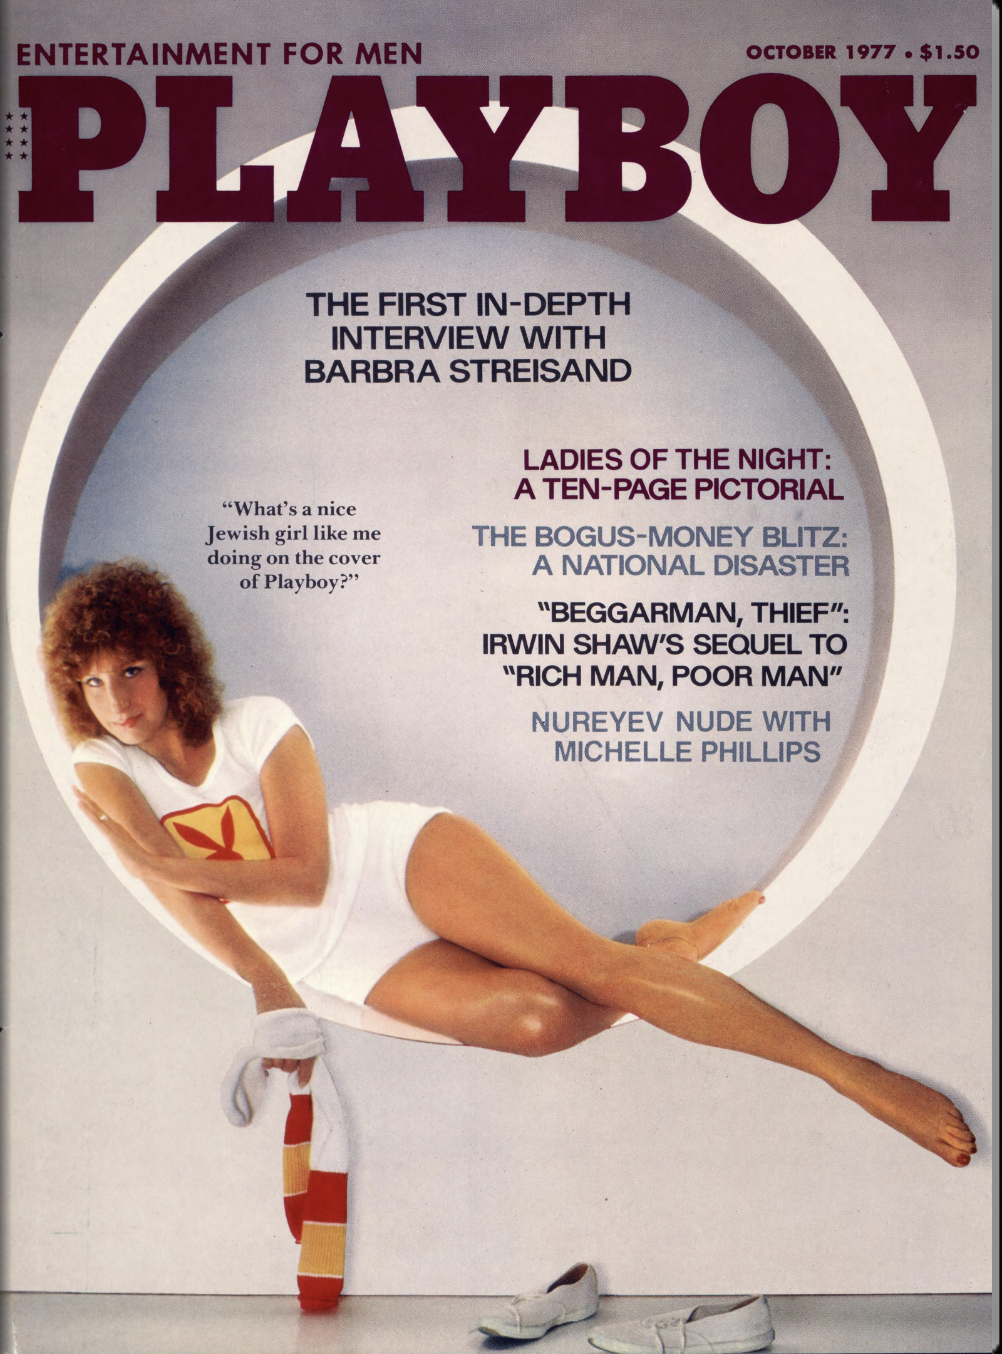 ENTERTAINMENT FOR MEN
OCTOBER 1977 • $1.50
PLAYBOY
THE FIRST IN-DEPTH
INTERVIEW WITH
BARBRA STREISAND
LADIES OF THE NIGHT:
A TEN-PAGE PICTORIAL
"What's a nice
Jewish girl like me
doing on the cover
of Playboy?"
THE BOGUS-MONEY BLITZ:
A NATIONAL DISASTER
"BEGGARMAN, THIEF":
IRWIN SHAW'S SEQUEL TO
"RICH MAN, POOR MAN"
NUREYEV NUDE WITH
MICHELLE PHILLIPS